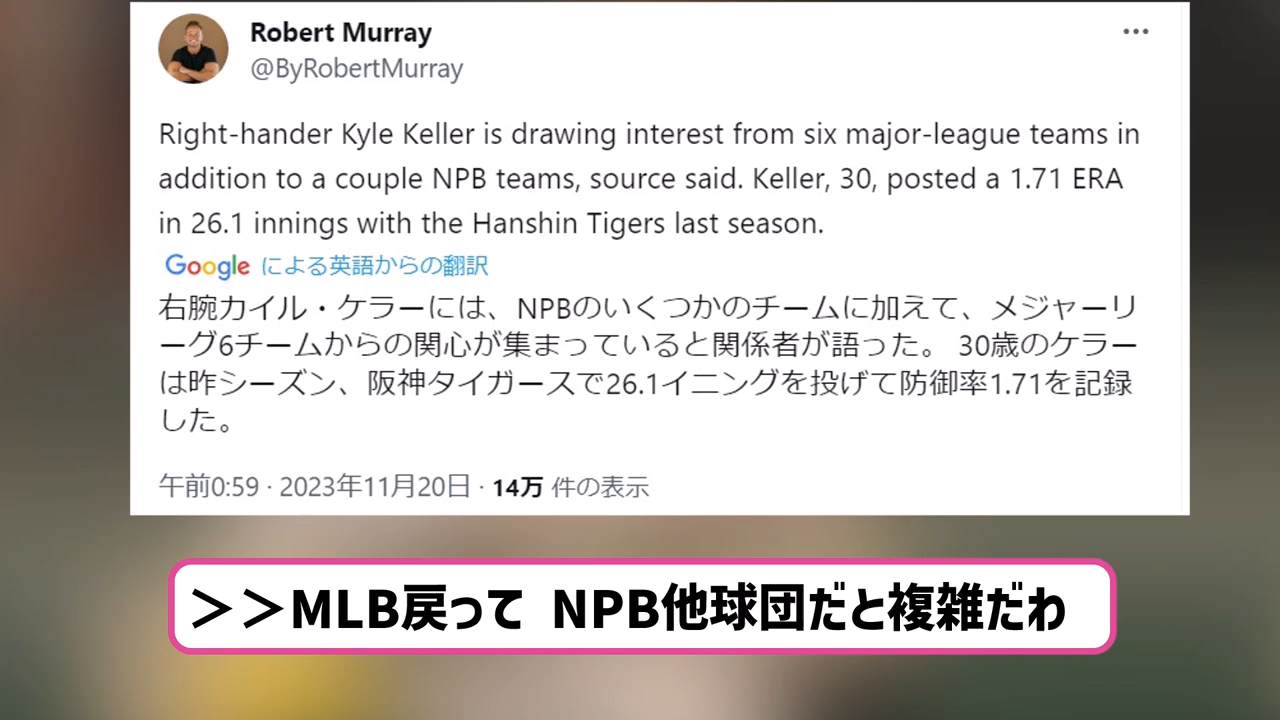 Robert Murray
@ByRobertMurray
Right-hander Kyle Keller is drawing interest from six major-league teams in
addition to a couple NPB teams, source said. Keller, 30, posted a 1.71 ERA
in 26.1 innings with the Hanshin Tigers last season.
Google による英語からの翻訳
右腕カイル・ケラーには、NPBのいくつかのチームに加えて、メジャーリ
ーグ6チームからの関心が集まっていると関係者が語った。 30歳のケラー
は昨シーズン、阪神タイガースで26.1イニングを投げて防御率1.71を記録
した。
午前0:59 · 2023年11月20日 · 14万 件の表示
＞＞MLB戻って NPB他球団だと複雑だわ